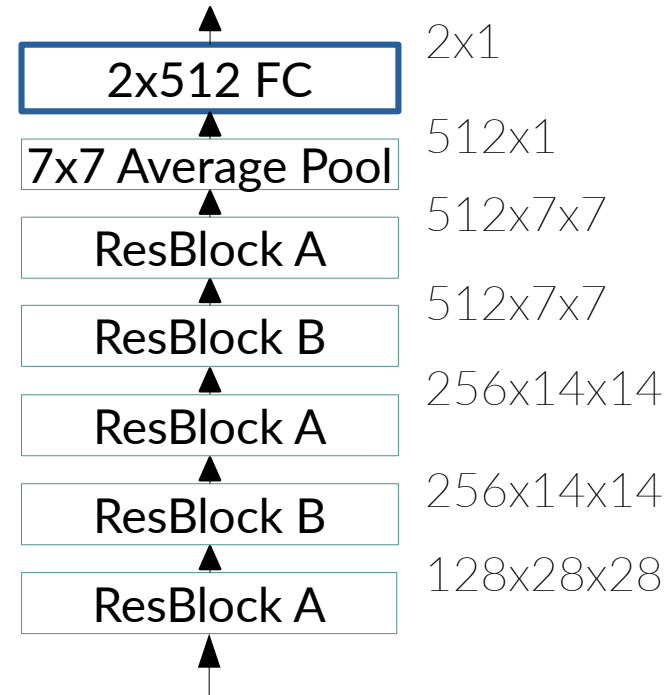 2x1
2x512 FC
512x1
7x7 Average Pool
512x7x7
ResBlock A
512x7x7
ResBlock B
256x14x14
ResBlock A
256x14x14
ResBlock B
128x28x28
ResBlock A